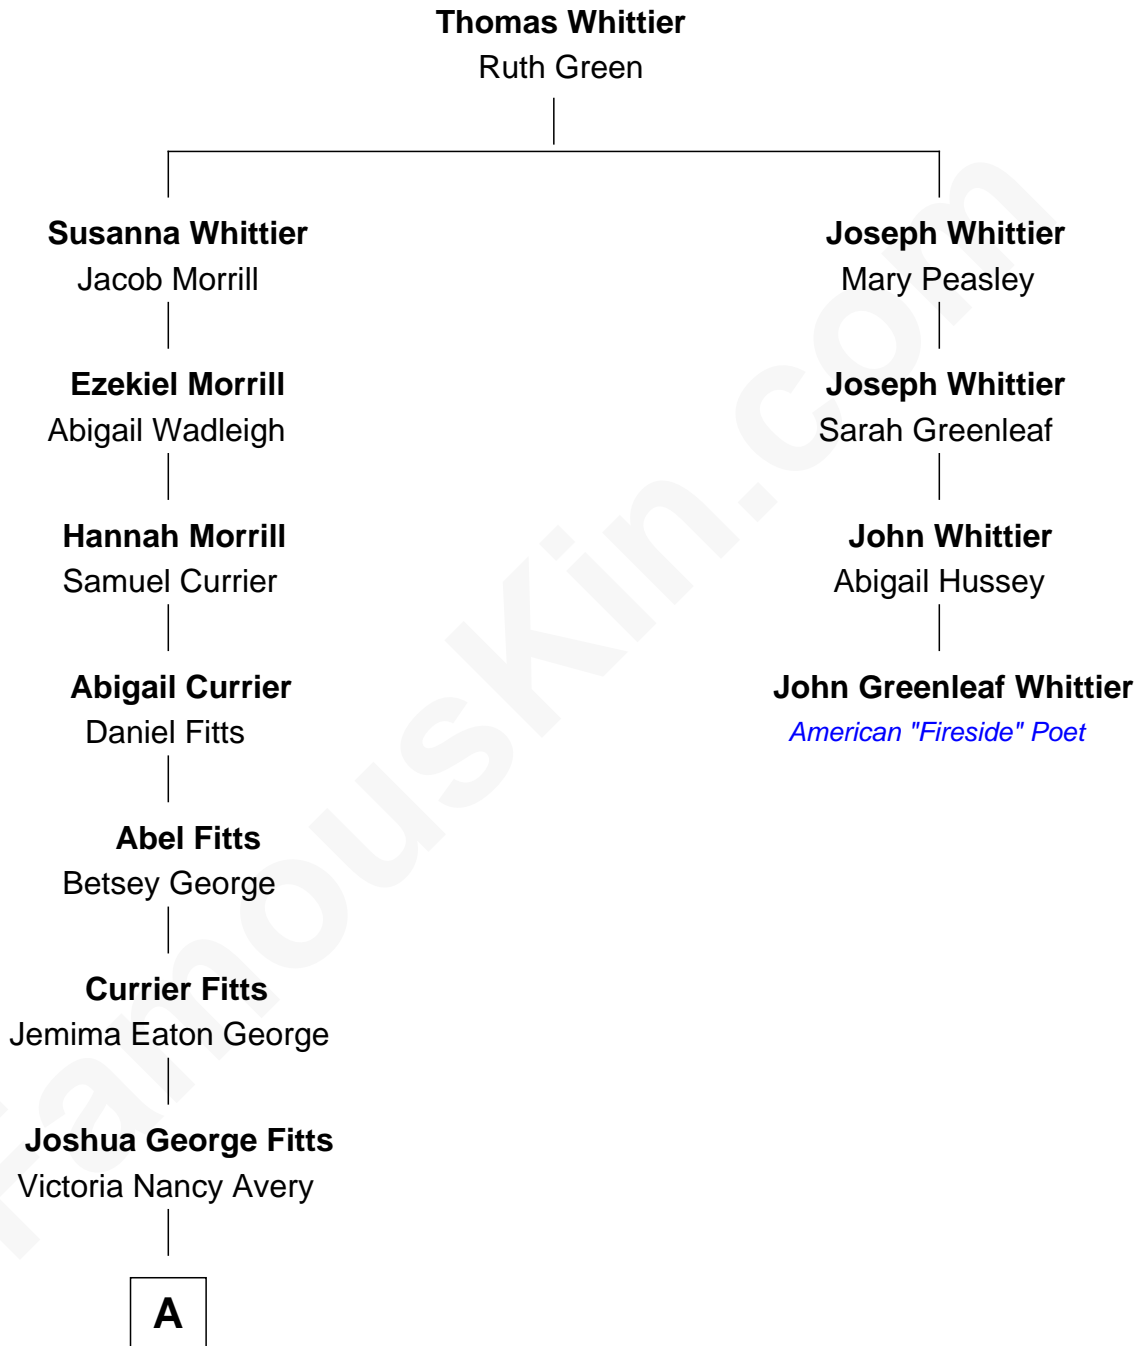 Thomas Whittier
Ruth Green
Susanna Whittier
Jacob Morrill
Joseph Whittier
Mary Peasley
Ezekiel Morrill
Abigail Wadleigh
Joseph Whittier
Sarah Greenleaf
Hannah Morrill
Samuel Currier
John Whittier
Abigail Hussey
Abigail Currier
Daniel Fitts
John Greenleaf Whittier
American "Fireside" Poet
Abel Fitts
Betsey George
Currier Fitts
Jemima Eaton George
Joshua George Fitts
Victoria Nancy Avery
A
FamousKin.com